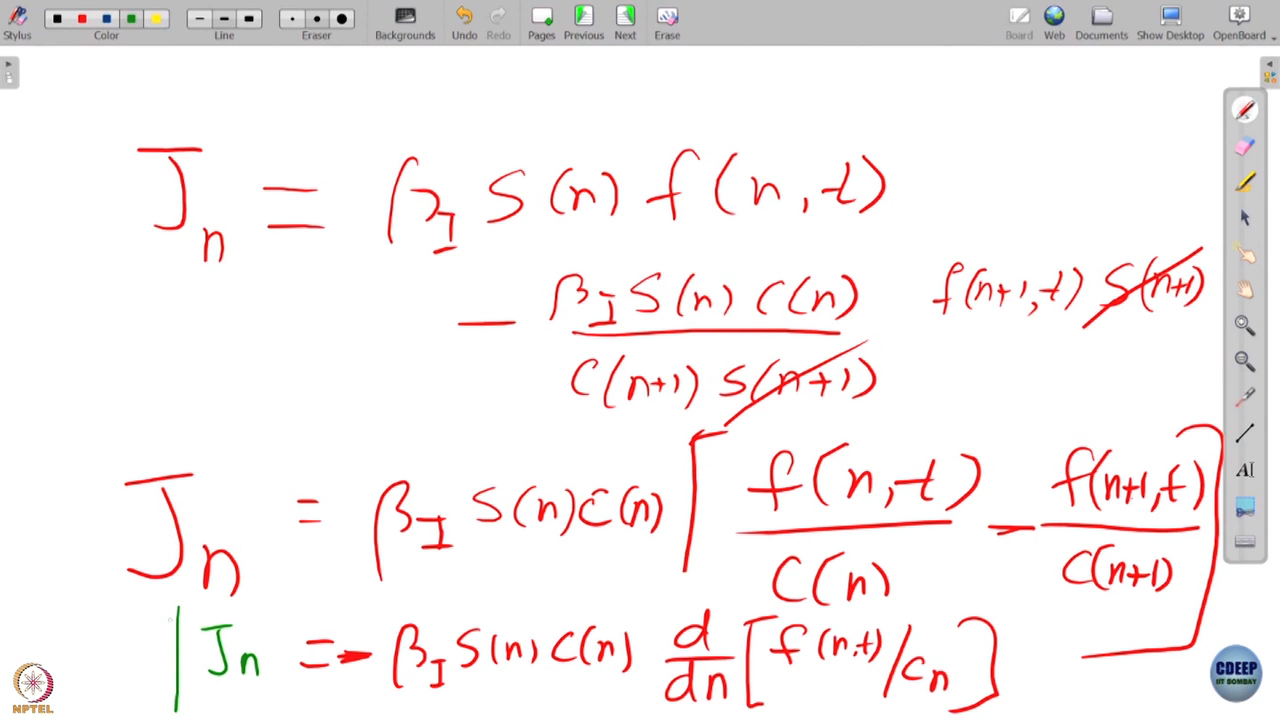 Stylus Color Line Eraser Backgrounds Undo Redo Pages Previous Next Erase Board Web Documents Show Desktop OpenBoard
J_n = β_I S(n) f(n,t)
− β_I S(n) C(n) / C(n+1) S(n+1) f(n+1,t) S(n+1)
J_n = β_I S(n) C(n) [ f(n,t) / C(n) − f(n+1,t) / C(n+1) ]
J_n = − β_I S(n) C(n) d/dn [ f(n,t)/C_n ]
NPTEL
CDEEP
IIT BOMBAY